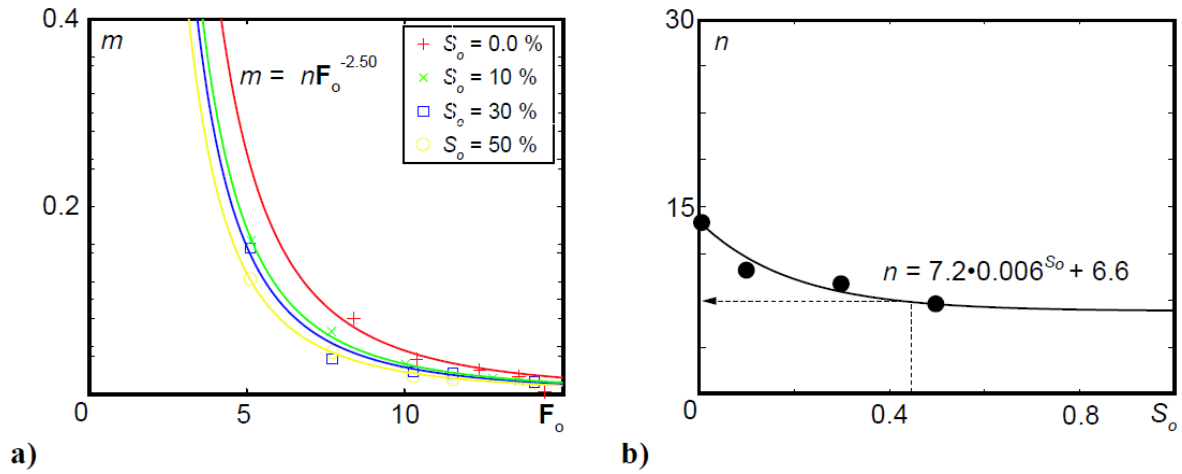 0.4
m
m = nF_o^-2.50
S_o = 0.0 %
S_o = 10 %
S_o = 30 %
S_o = 50 %
0.2
0
5
10
F_o
a)
30
n
15
n = 7.2•0.006^S_o + 6.6
0
0.4
0.8
S_o
b)